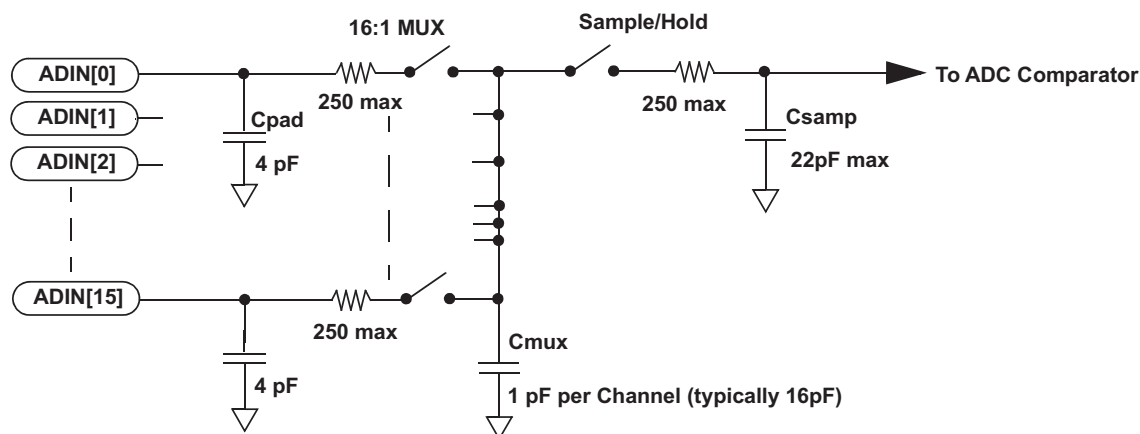 16:1 MUX
Sample/Hold
ADIN[0]
250 max
250 max
To ADC Comparator
ADIN[1]
Cpad
Csamp
ADIN[2]
4 pF
22pF max
ADIN[15]
250 max
Cmux
4 pF
1 pF per Channel (typically 16pF)